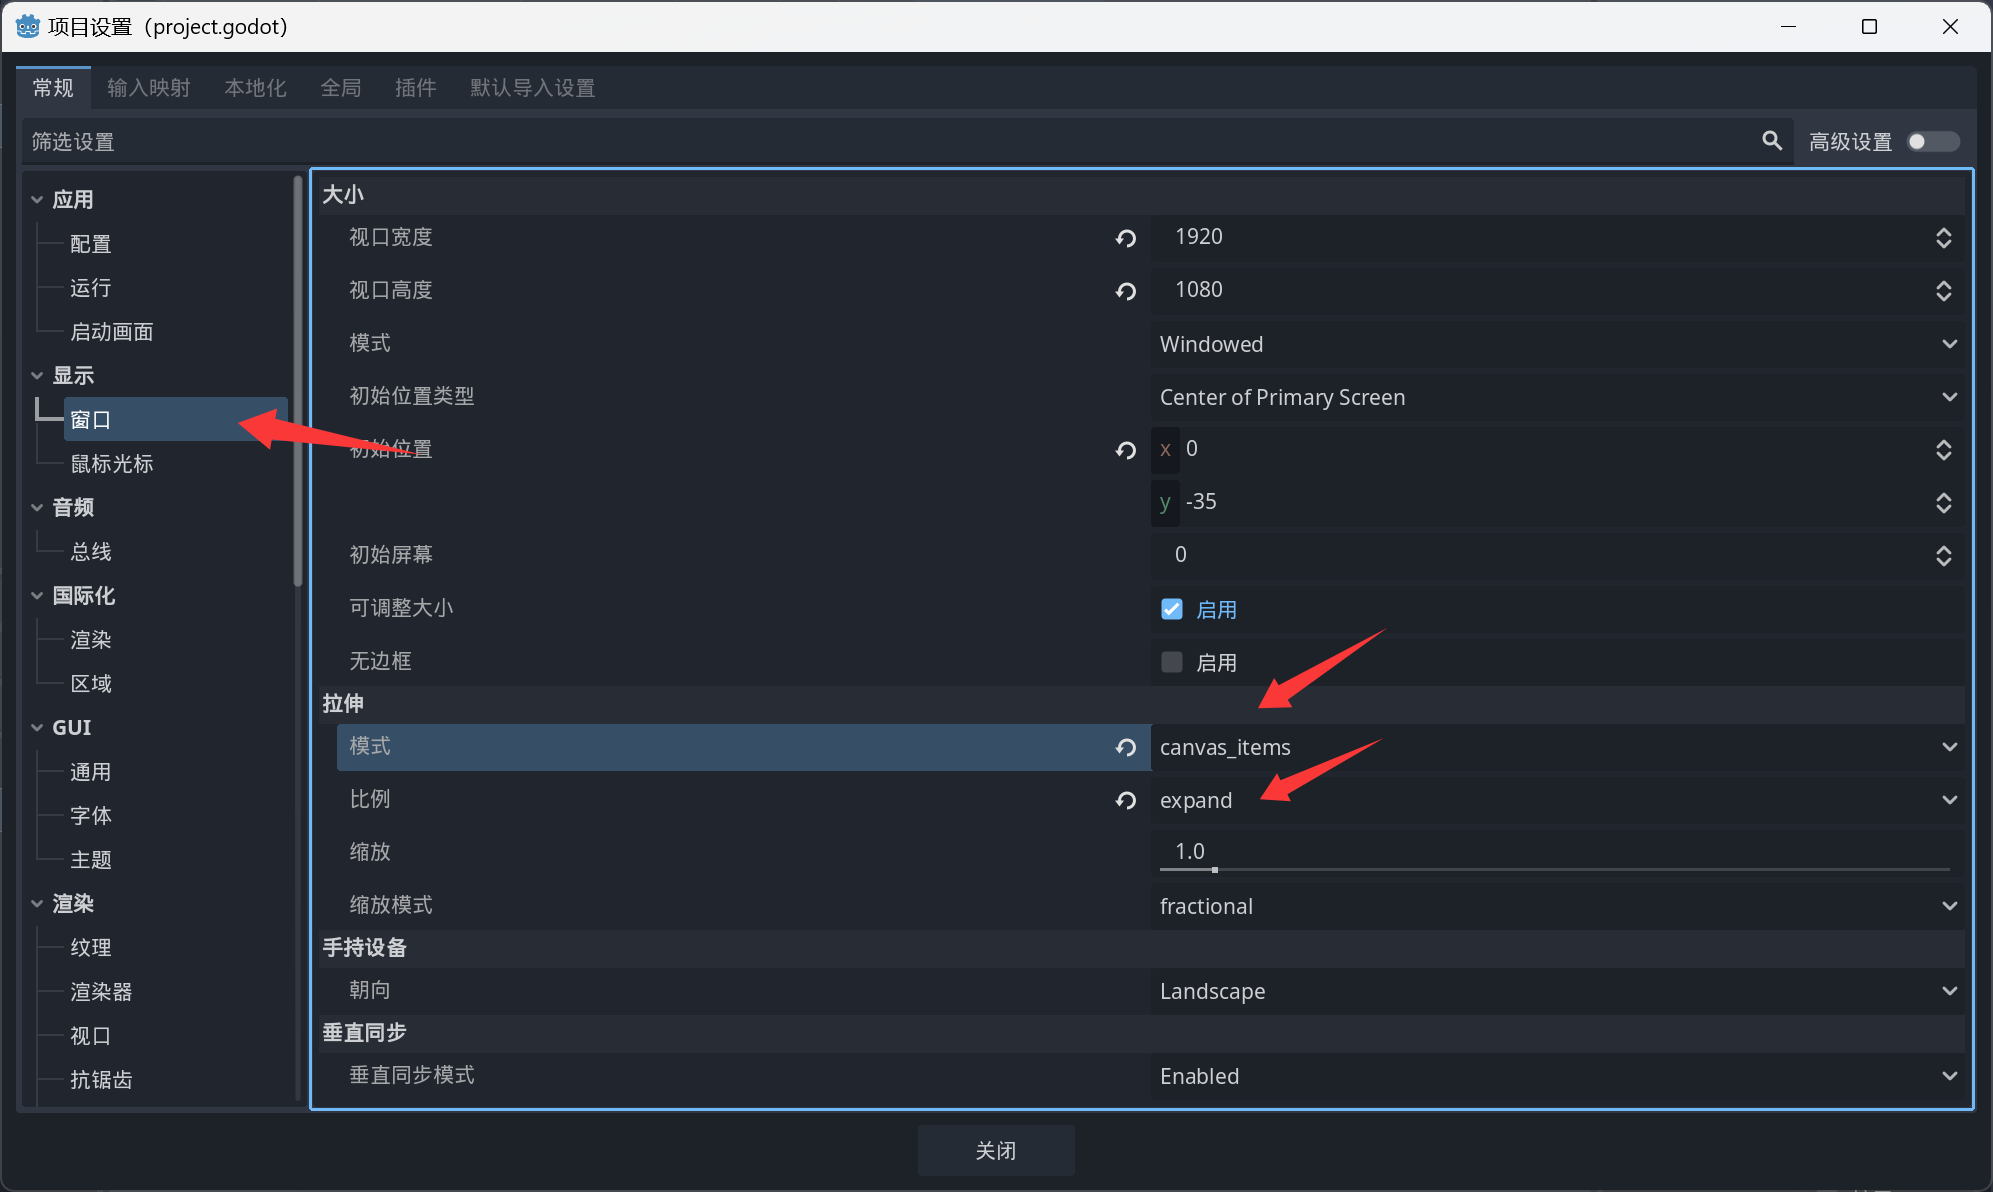 项目设置（project.godot）
常规 输入映射 本地化 全局 插件 默认导入设置
筛选设置 高级设置
应用
配置
运行
启动画面
显示
窗口
鼠标光标
音频
总线
国际化
渲染
区域
GUI
通用
字体
主题
渲染
纹理
渲染器
视口
抗锯齿
大小
视口宽度 1920
视口高度 1080
模式 Windowed
初始位置类型 Center of Primary Screen
初始位置 x 0
y -35
初始屏幕 0
可调整大小 启用
无边框 启用
拉伸
模式 canvas_items
比例 expand
缩放 1.0
缩放模式 fractional
手持设备
朝向 Landscape
垂直同步
垂直同步模式 Enabled
关闭